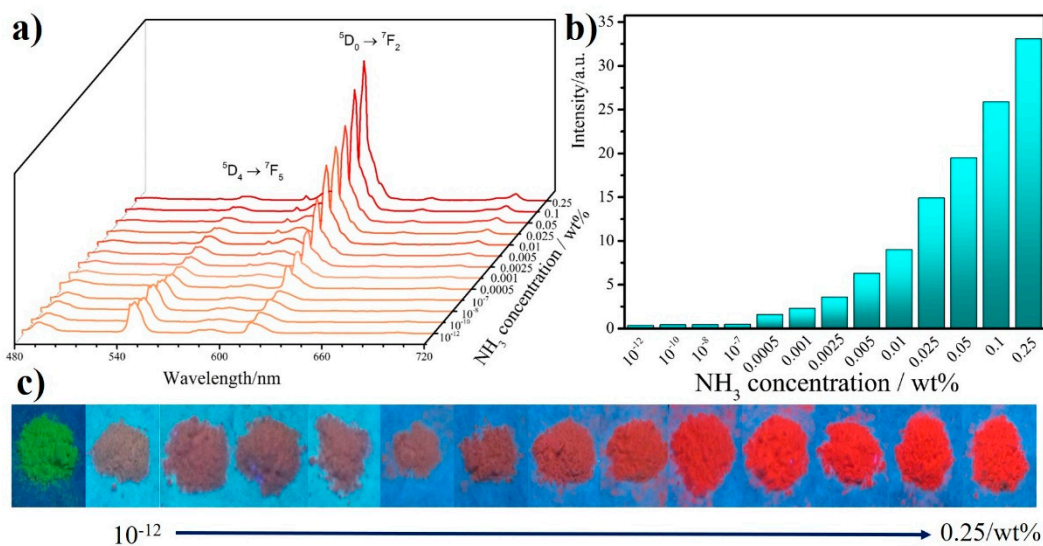 a)
⁵D₀ → ⁷F₂
⁵D₄ → ⁷F₅
0.25
0.1
0.05
0.01
0.005
0.0025
0.001
0.0005
10⁻⁷
10⁻⁸
10⁻¹⁰
10⁻¹²
NH₃ concentration / wt%
480 540 600 660 720
Wavelength/nm
b)
Intensity/a.u.
35
30
25
20
15
10
5
0
10⁻¹² 10⁻¹⁰ 10⁻⁸ 10⁻⁷ 0.0005 0.001 0.0025 0.005 0.01 0.025 0.05 0.1 0.25
NH₃ concentration / wt%
c)
10⁻¹² 0.25/wt%